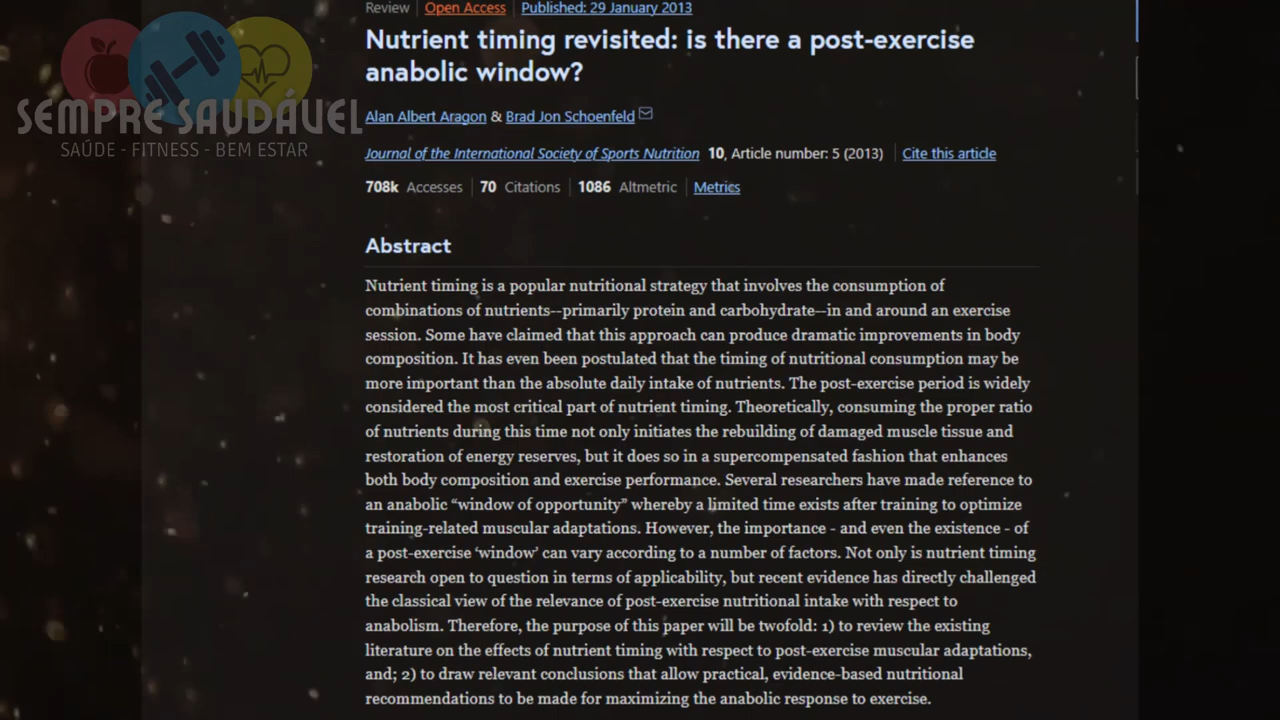 Review | Open Access | Published: 29 January 2013
Nutrient timing revisited: is there a post-exercise
anabolic window?
SEMPRE SAUDÁVEL
SAÚDE - FITNESS - BEM ESTAR
Alan Albert Aragon & Brad Jon Schoenfeld
Journal of the International Society of Sports Nutrition 10, Article number: 5 (2013) | Cite this article
708k Accesses | 70 Citations | 1086 Altmetric | Metrics
Abstract
Nutrient timing is a popular nutritional strategy that involves the consumption of
combinations of nutrients--primarily protein and carbohydrate--in and around an exercise
session. Some have claimed that this approach can produce dramatic improvements in body
composition. It has even been postulated that the timing of nutritional consumption may be
more important than the absolute daily intake of nutrients. The post-exercise period is widely
considered the most critical part of nutrient timing. Theoretically, consuming the proper ratio
of nutrients during this time not only initiates the rebuilding of damaged muscle tissue and
restoration of energy reserves, but it does so in a supercompensated fashion that enhances
both body composition and exercise performance. Several researchers have made reference to
an anabolic “window of opportunity” whereby a limited time exists after training to optimize
training-related muscular adaptations. However, the importance - and even the existence - of
a post-exercise ‘window’ can vary according to a number of factors. Not only is nutrient timing
research open to question in terms of applicability, but recent evidence has directly challenged
the classical view of the relevance of post-exercise nutritional intake with respect to
anabolism. Therefore, the purpose of this paper will be twofold: 1) to review the existing
literature on the effects of nutrient timing with respect to post-exercise muscular adaptations,
and; 2) to draw relevant conclusions that allow practical, evidence-based nutritional
recommendations to be made for maximizing the anabolic response to exercise.